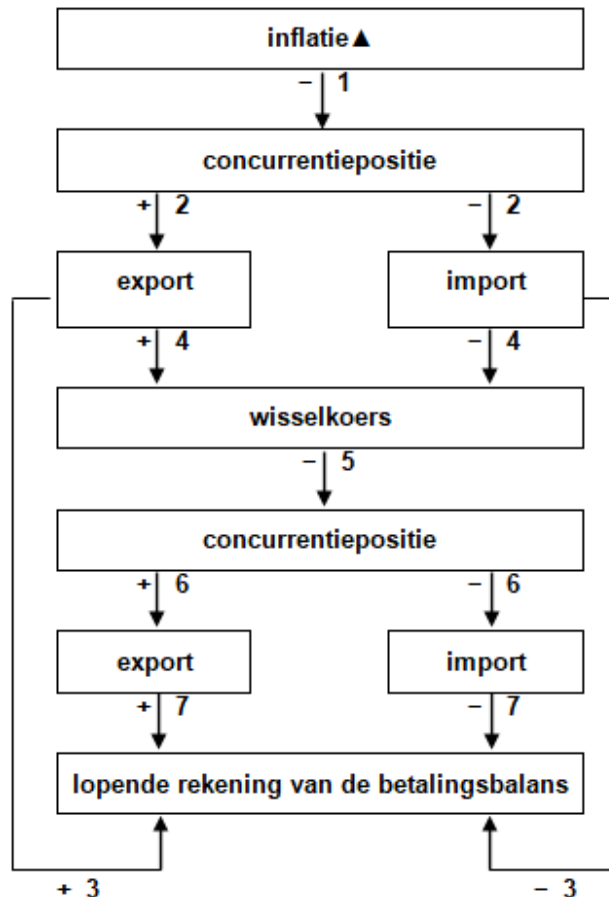 inflatie▲
− 1
concurrentiepositie
+ 2 − 2
export import
+ 4 − 4
wisselkoers
− 5
concurrentiepositie
+ 6 − 6
export import
+ 7 − 7
lopende rekening van de betalingsbalans
+ 3 − 3